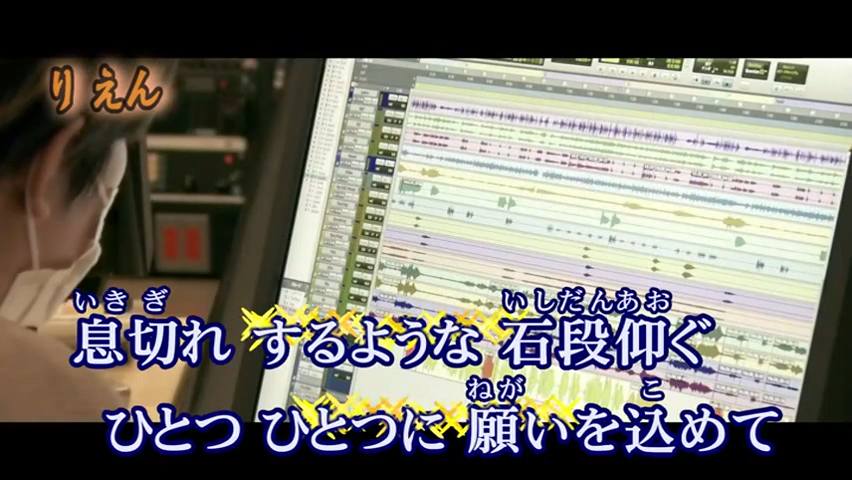 り えん
いき ぎ いしだんあお
息切れ するような 石段仰ぐ
ねが こ
ひとつ ひとつに 願いを込めて